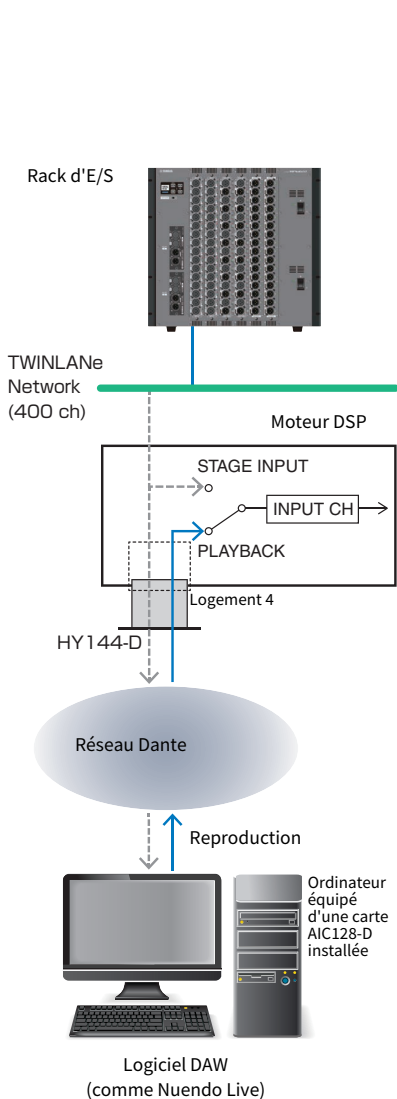 Rack d'E/S
TWINLANe
Network
(400 ch)
Moteur DSP
STAGE INPUT
INPUT CH
PLAYBACK
Logement 4
HY144-D
Réseau Dante
Reproduction
Ordinateur
équipé
d'une carte
AIC128-D
installée
Logiciel DAW
(comme Nuendo Live)